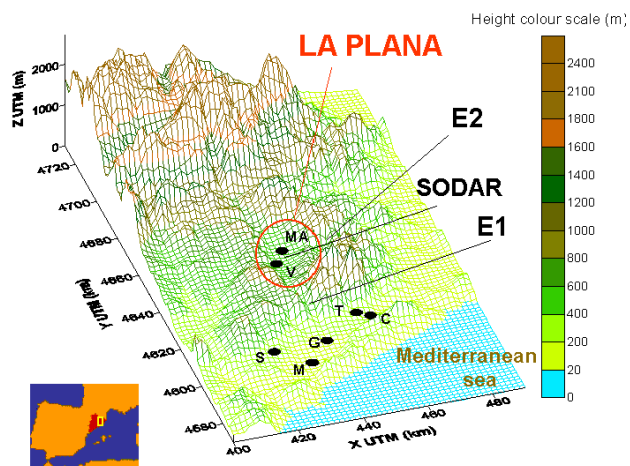 Height colour scale (m)
LA PLANA
E2
SODAR
E1
Z UTM (m)
2000
1000
0
4720
4700
4680
4660
4640
4620
4600
4580
Y UTM (km)
400
420
440
460
480
X UTM (km)
MA
V
T
C
G
S
M
Mediterranean
sea
2400
2200
2000
1800
1600
1400
1200
1000
800
600
400
200
20
0